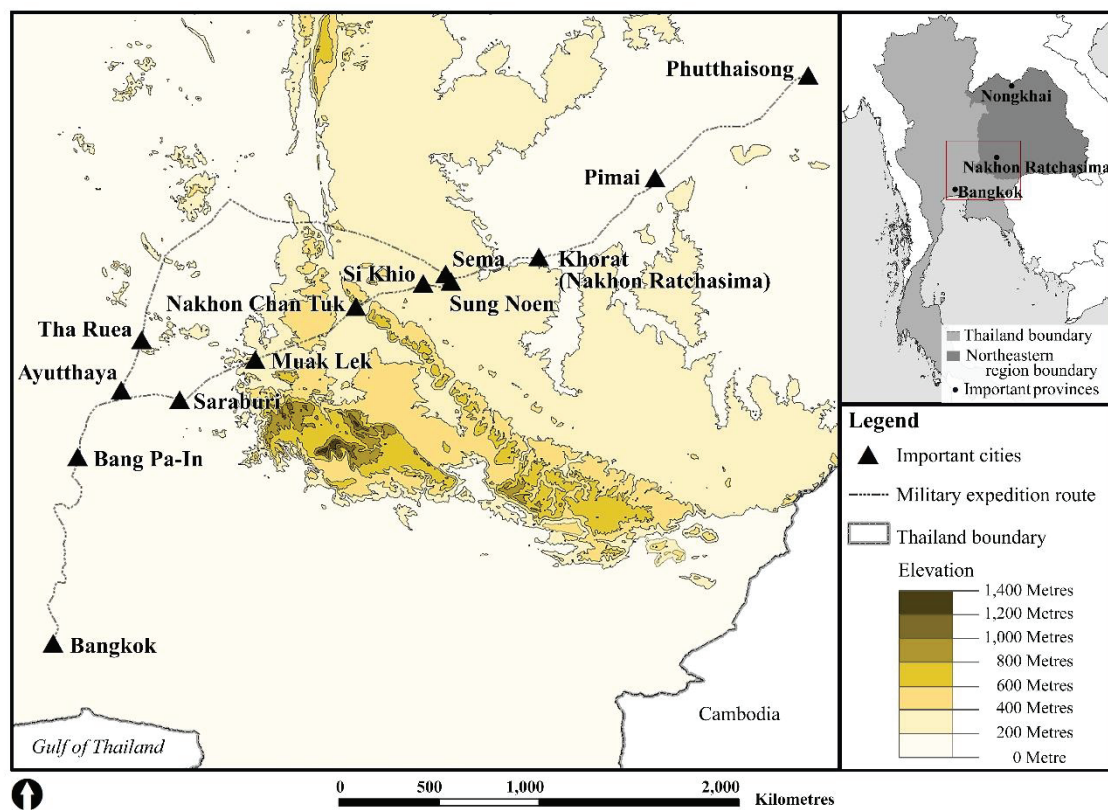 Phutthaisong
Pimai
Sema
Khorat
(Nakhon Ratchasima)
Si Khio
Sung Noen
Nakhon Chan Tuk
Tha Ruea
Muak Lek
Ayutthaya
Saraburi
Bang Pa-In
Bangkok
Cambodia
Gulf of Thailand
0 500 1,000 2,000
Kilometres
Nongkhai
Nakhon Ratchasima
Bangkok
Thailand boundary
Northeastern
region boundary
Important provinces
Legend
Important cities
Military expedition route
Thailand boundary
Elevation
1,400 Metres
1,200 Metres
1,000 Metres
800 Metres
600 Metres
400 Metres
200 Metres
0 Metre